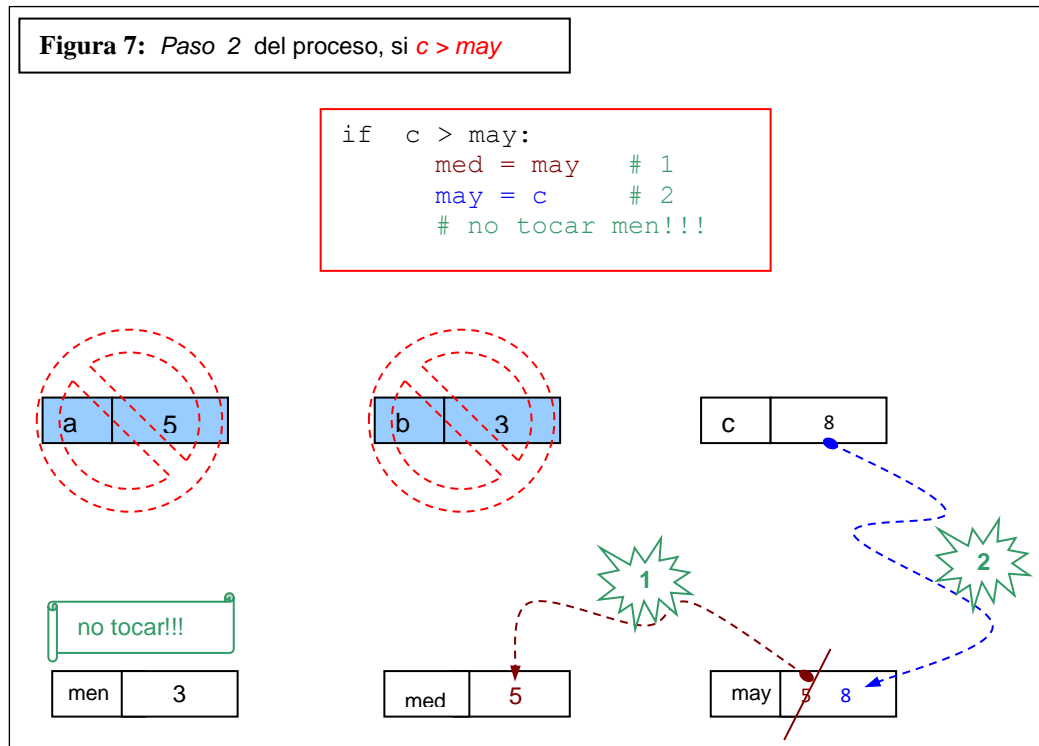 Figura 7: Paso 2 del proceso, si c > may
if c > may:
med = may # 1
may = c # 2
# no tocar men!!!
a 5
b 3
c 8
1
2
no tocar!!!
men 3
med 5
may 5 8